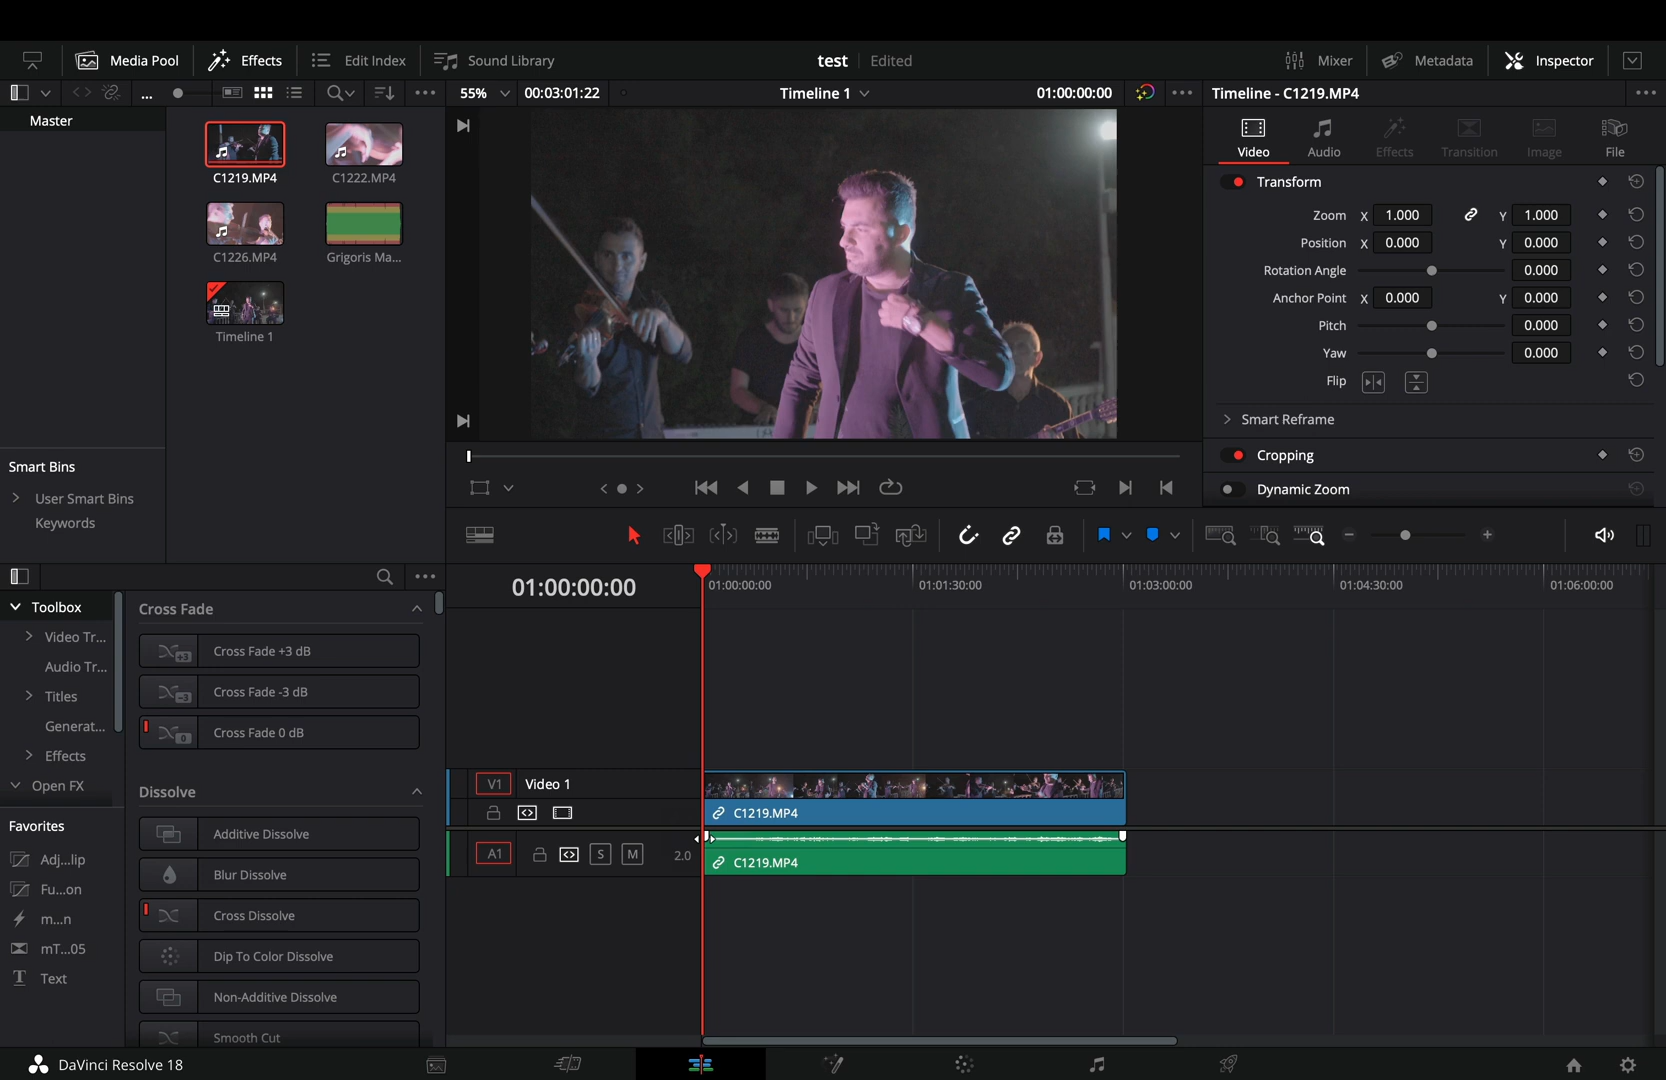 Media Pool
Effects
Edit Index
Sound Library
test
Edited
Mixer
Metadata
Inspector
55%
00:03:01:22
Timeline 1
01:00:00:00
Timeline - C1219.MP4
Master
C1219.MP4
C1222.MP4
C1226.MP4
Grigoris Ma...
Timeline 1
Smart Bins
User Smart Bins
Keywords
Video
Audio
Effects
Transition
Image
File
Transform
Zoom X 1.000 Y 1.000
Position X 0.000 Y 0.000
Rotation Angle 0.000
Anchor Point X 0.000 Y 0.000
Pitch 0.000
Yaw 0.000
Flip
Smart Reframe
Cropping
Dynamic Zoom
Toolbox
Video Tr...
Audio Tr...
Titles
Generat...
Effects
Open FX
Favorites
Adj...lip
Fu...on
m...n
mT...05
T Text
Cross Fade
+3 Cross Fade +3 dB
-3 Cross Fade -3 dB
0 Cross Fade 0 dB
Dissolve
Additive Dissolve
Blur Dissolve
Cross Dissolve
Dip To Color Dissolve
Non-Additive Dissolve
Smooth Cut
01:00:00:00
01:00:00:00
01:01:30:00
01:03:00:00
01:04:30:00
01:06:00:00
V1 Video 1
C1219.MP4
A1 S M 2.0
C1219.MP4
DaVinci Resolve 18